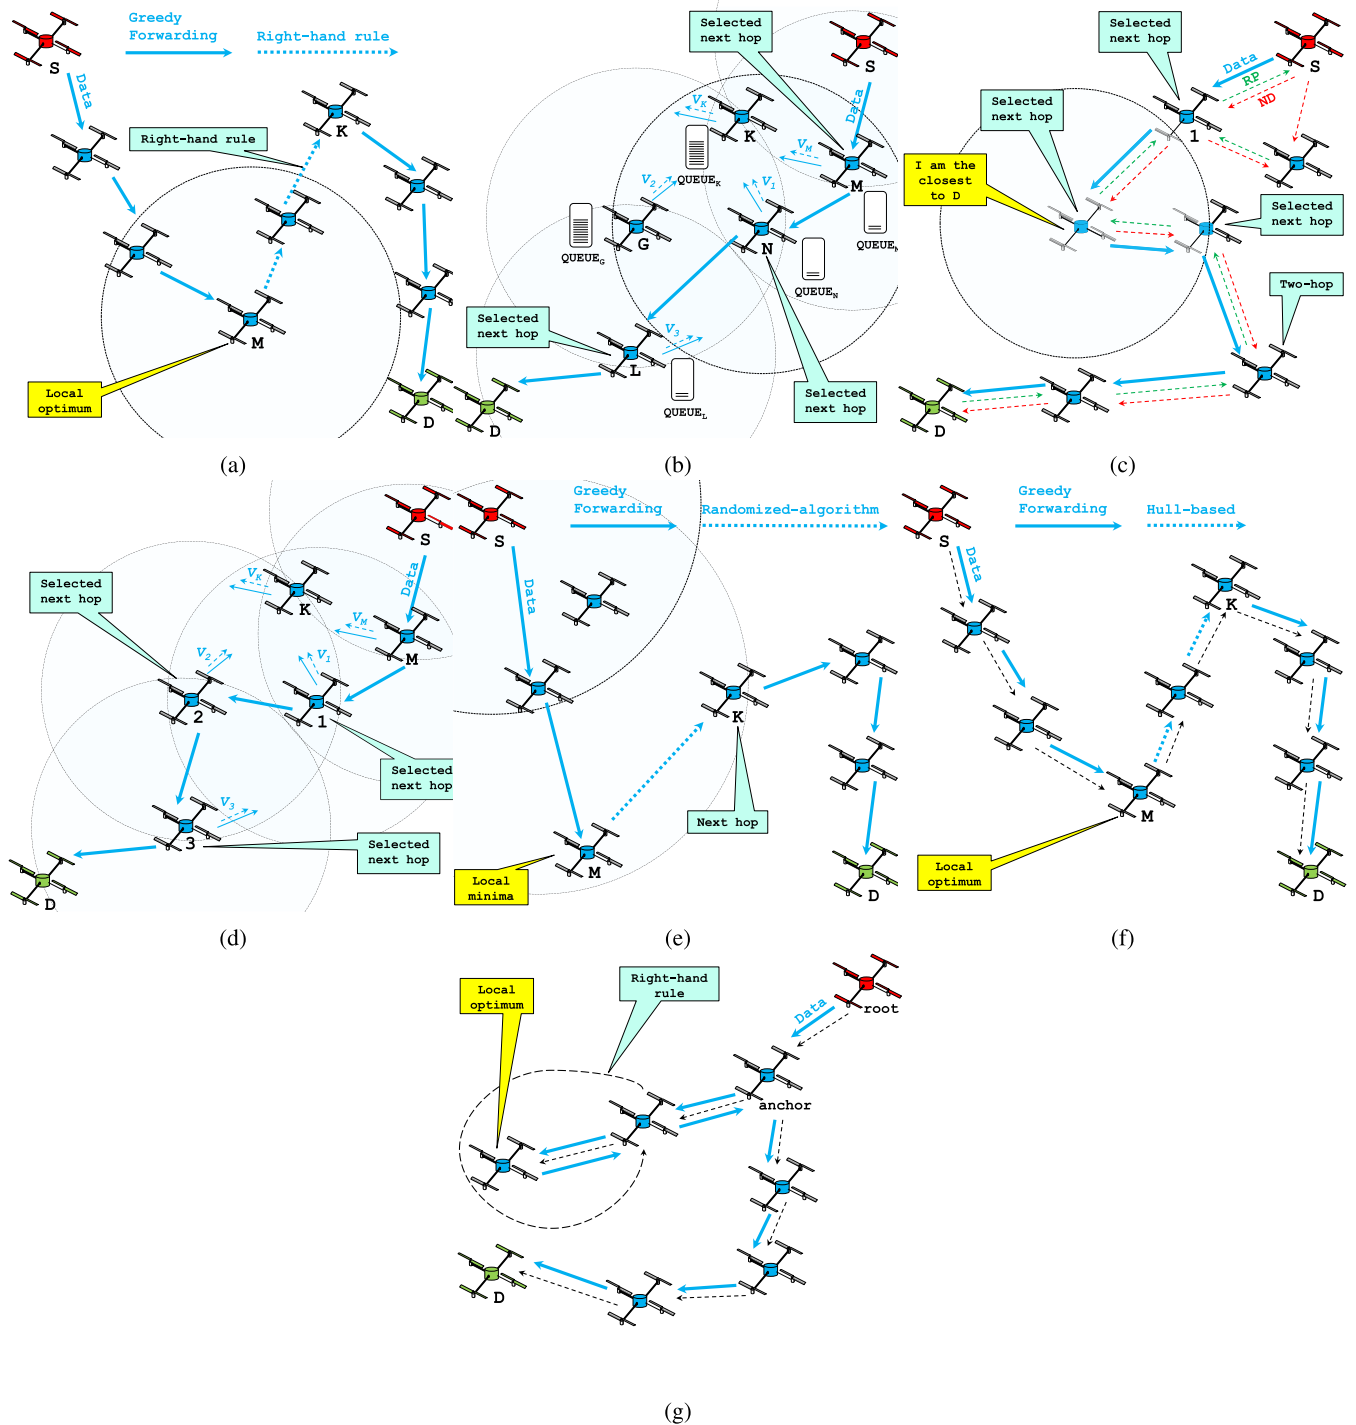 Greedy
Forwarding
Right-hand rule
S
Data
Right-hand rule
K
M
Local
optimum
D
(a)
Selected
next hop
S
Data
V_K
K
QUEUE_K
V_M
M
V_2
V_1
QUEUE_G
G
N
QUEUE_N
QUEUE
Selected
next hop
L
V_3
QUEUE_L
Selected
next hop
D
(b)
Selected
next hop
S
Data
RP
ND
Selected
next hop
1
I am the
closest
to D
Selected
next hop
Two-hop
D
(c)
S
Data
Selected
next hop
V_K
K
V_M
M
V_2
V_1
2
1
Selected
next hop
V_3
3
Selected
next hop
D
(d)
Greedy
Forwarding
Randomized-algorithm
S
Data
K
Next hop
M
Local
minima
D
(e)
Greedy
Forwarding
Hull-based
S
Data
K
M
Local
optimum
D
(f)
Local
optimum
Right-hand
rule
Data
root
anchor
D
(g)